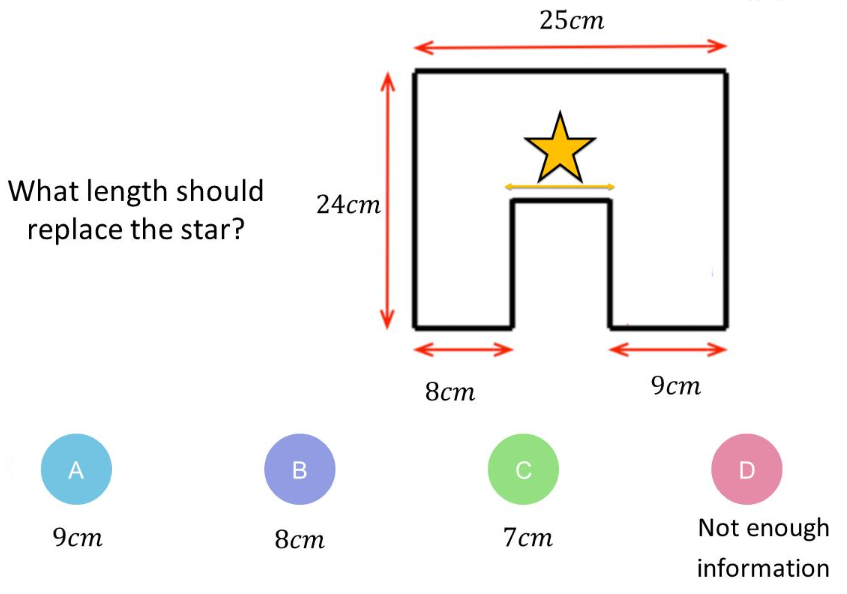 25cm
What length should
replace the star?
24cm
8cm
9cm
A
B
C
D
9cm
8cm
7cm
Not enough
information